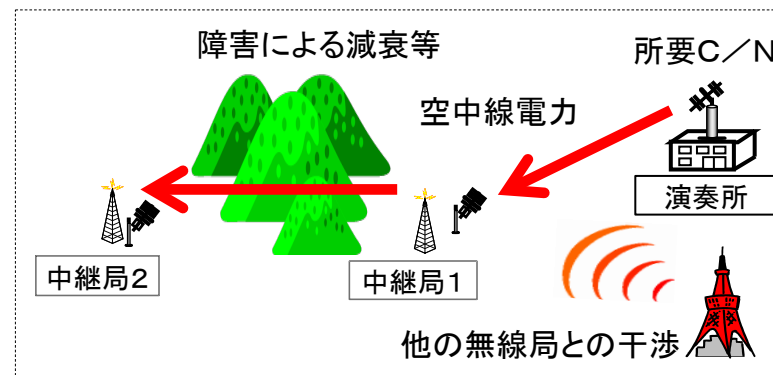 障害による減衰等
所要C／N
空中線電力
演奏所
中継局２
中継局１
他の無線局との干渉